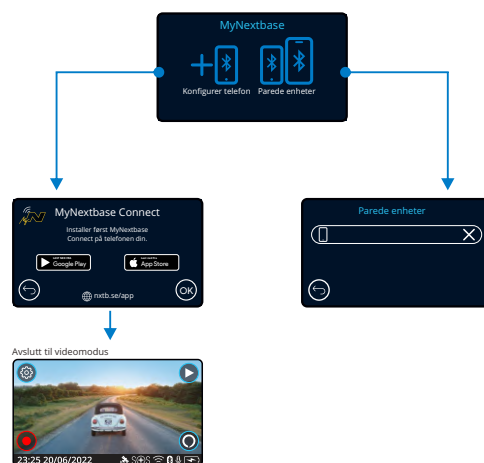 MyNextbase
Konfigurer telefon
Parede enheter
MyNextbase Connect
Installer først MyNextbase
Connect på telefonen din.
Google Play
App Store
nxtb.se/app
OK
Parede enheter
Avslutt til videomodus
23:25 20/06/2022
SOS